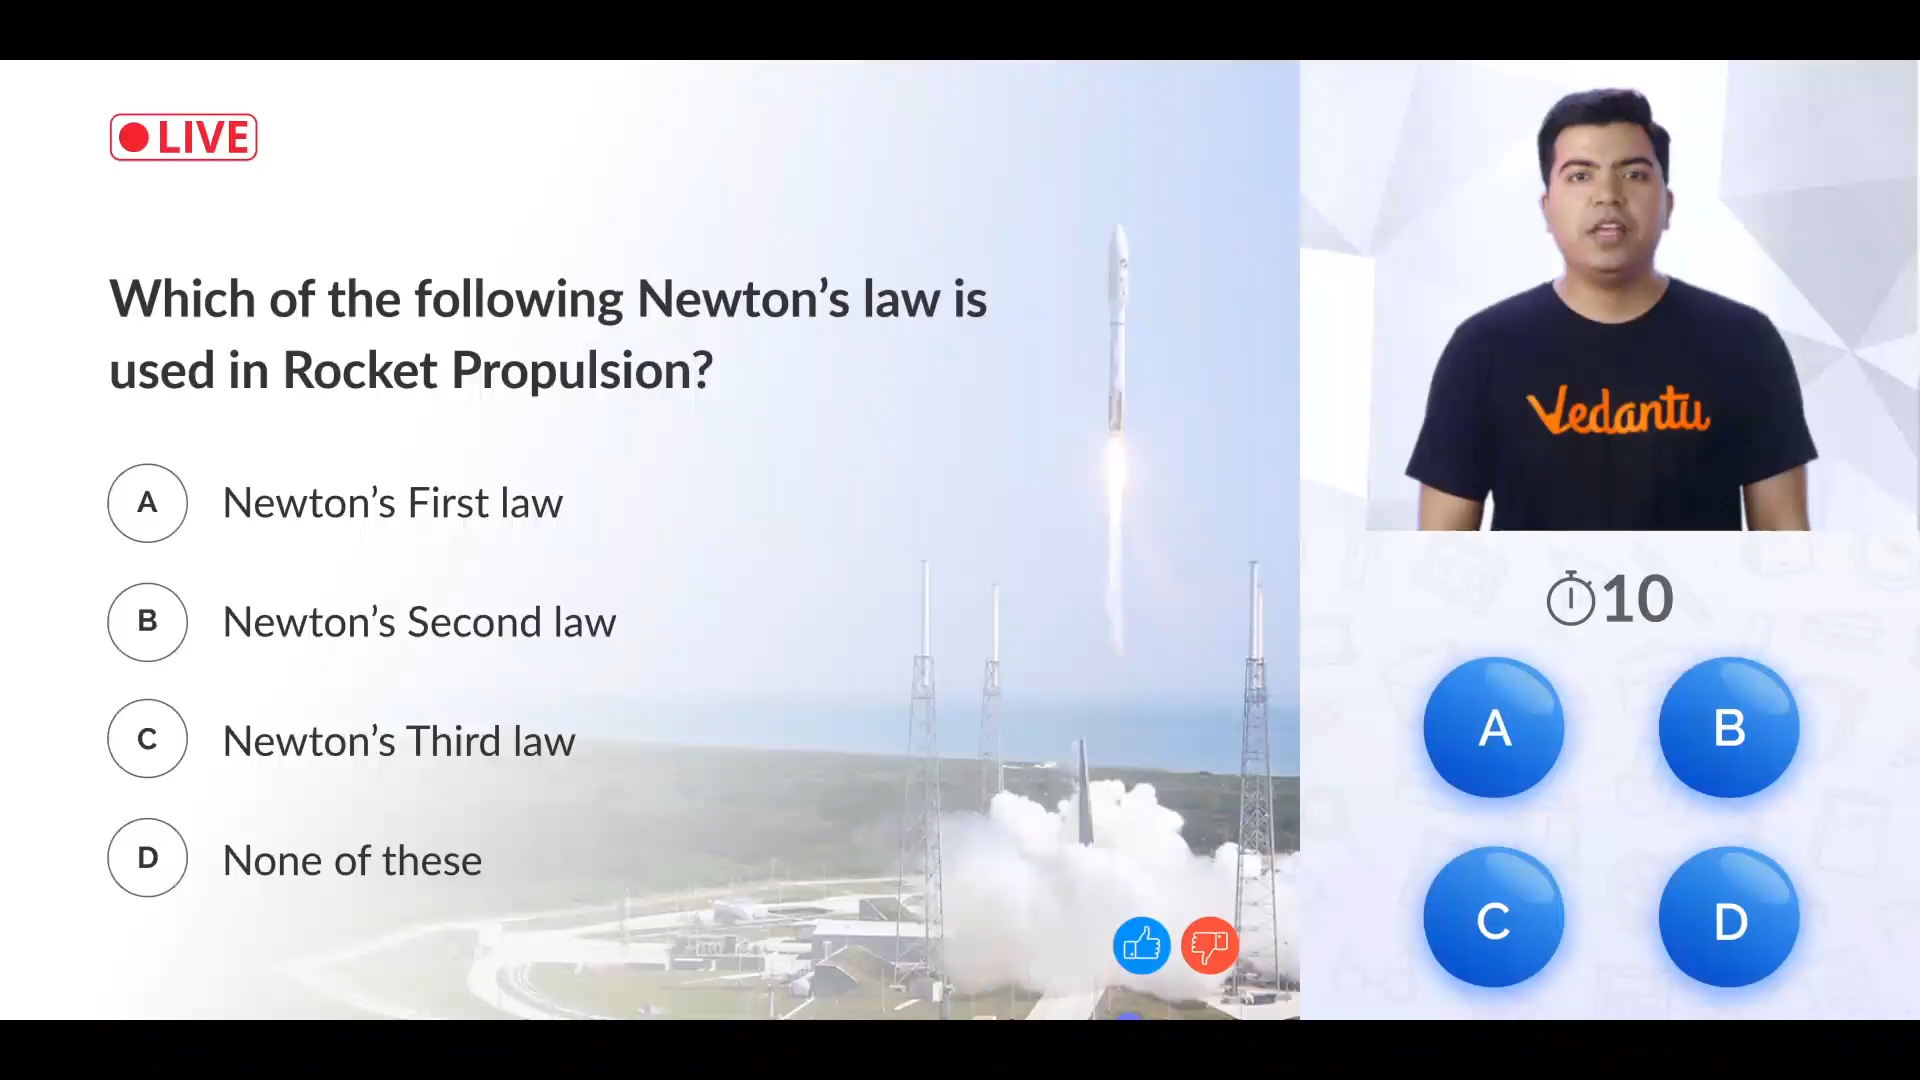 LIVE
Which of the following Newton’s law is
used in Rocket Propulsion?
A Newton’s First law
B Newton’s Second law
C Newton’s Third law
D None of these
Vedantu
10
A B
C D